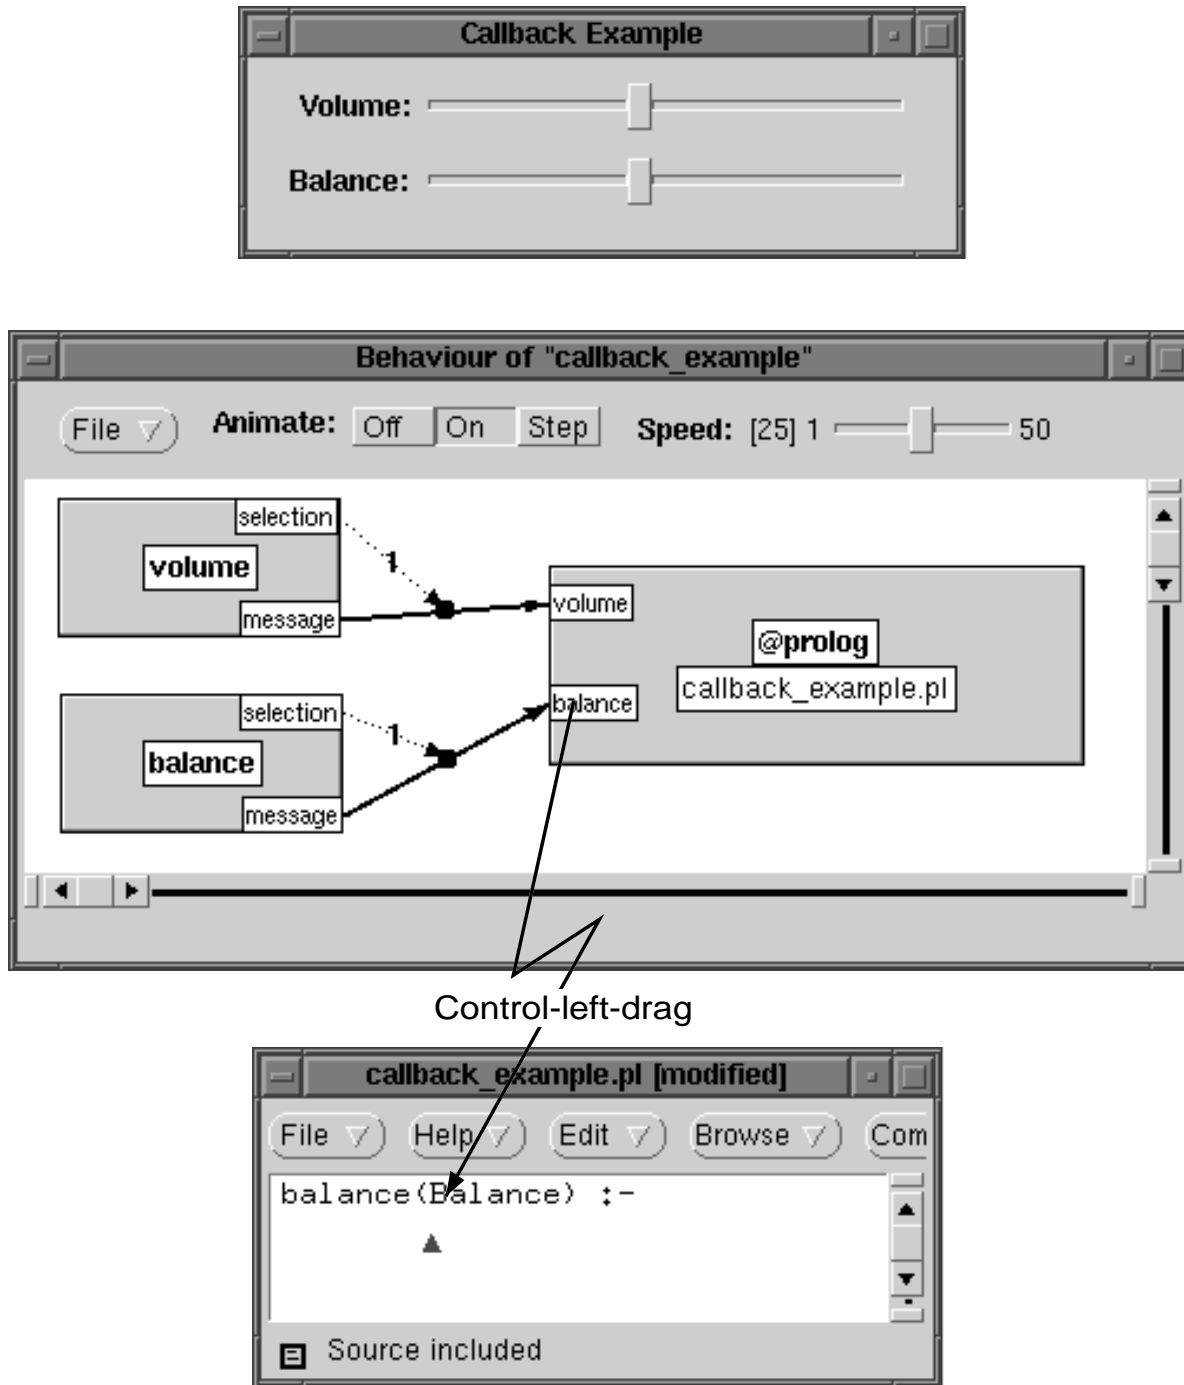 Callback Example
Volume:
Balance:
Behaviour of "callback_example"
File Animate: Off On Step Speed: [25] 1 50
selection
volume
1
message
volume
@prolog
callback_example.pl
selection
balance
1
balance
message
Control-left-drag
callback_example.pl [modified]
File Help Edit Browse Com
balance(Balance) :-
Source included